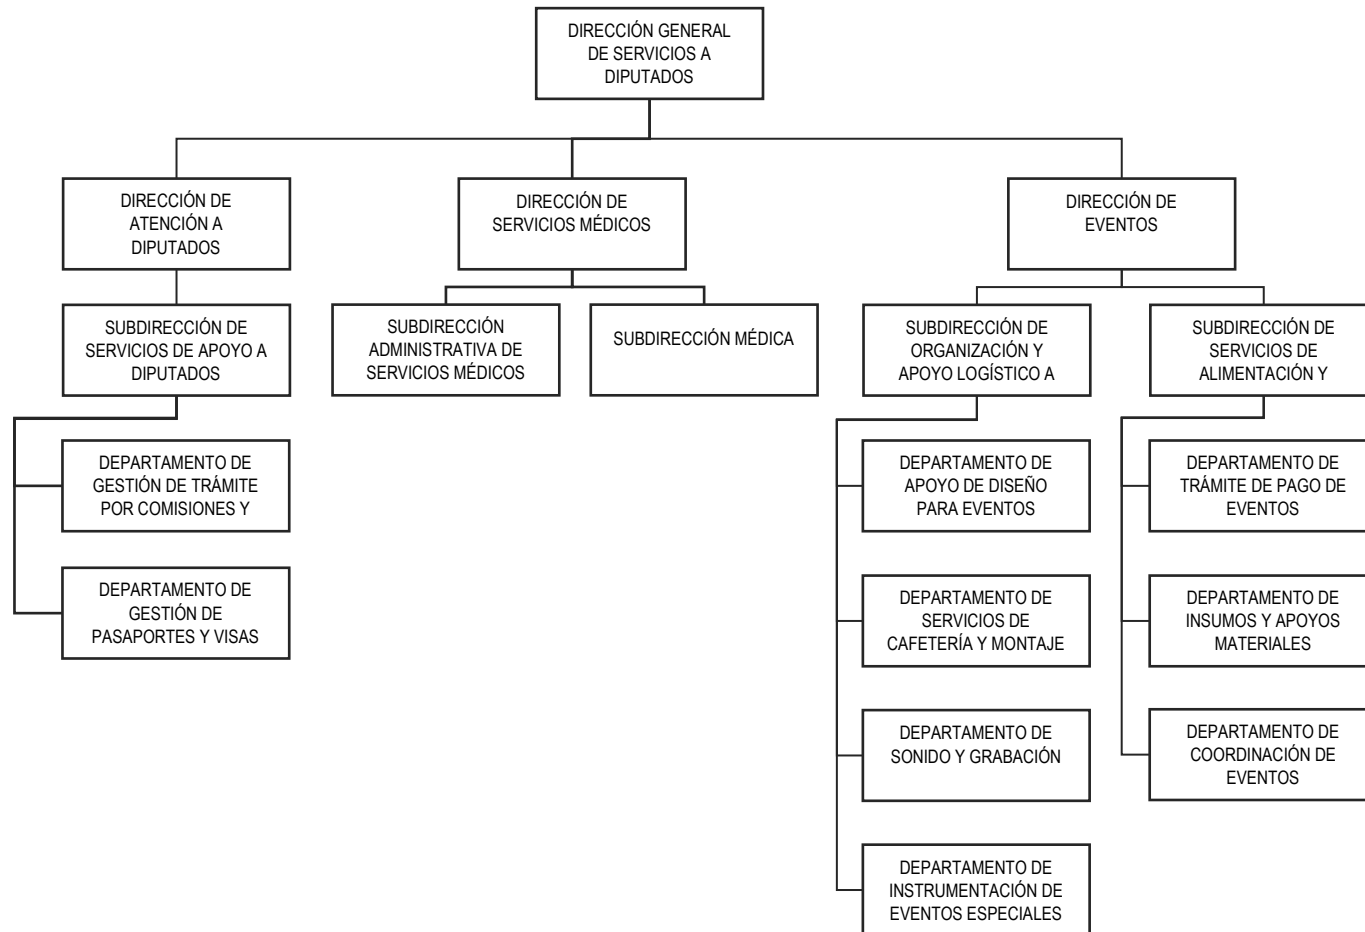 DIRECCIÓN GENERAL
DE SERVICIOS A
DIPUTADOS
DIRECCIÓN DE
ATENCIÓN A
DIPUTADOS
DIRECCIÓN DE
SERVICIOS MÉDICOS
DIRECCIÓN DE
EVENTOS
SUBDIRECCIÓN DE
SERVICIOS DE APOYO A
DIPUTADOS
SUBDIRECCIÓN
ADMINISTRATIVA DE
SERVICIOS MÉDICOS
SUBDIRECCIÓN MÉDICA
SUBDIRECCIÓN DE
ORGANIZACIÓN Y
APOYO LOGÍSTICO A
SUBDIRECCIÓN DE
SERVICIOS DE
ALIMENTACIÓN Y
DEPARTAMENTO DE
GESTIÓN DE TRÁMITE
POR COMISIONES Y
DEPARTAMENTO DE
APOYO DE DISEÑO
PARA EVENTOS
DEPARTAMENTO DE
TRÁMITE DE PAGO DE
EVENTOS
DEPARTAMENTO DE
GESTIÓN DE
PASAPORTES Y VISAS
DEPARTAMENTO DE
SERVICIOS DE
CAFETERÍA Y MONTAJE
DEPARTAMENTO DE
INSUMOS Y APOYOS
MATERIALES
DEPARTAMENTO DE
SONIDO Y GRABACIÓN
DEPARTAMENTO DE
COORDINACIÓN DE
EVENTOS
DEPARTAMENTO DE
INSTRUMENTACIÓN DE
EVENTOS ESPECIALES